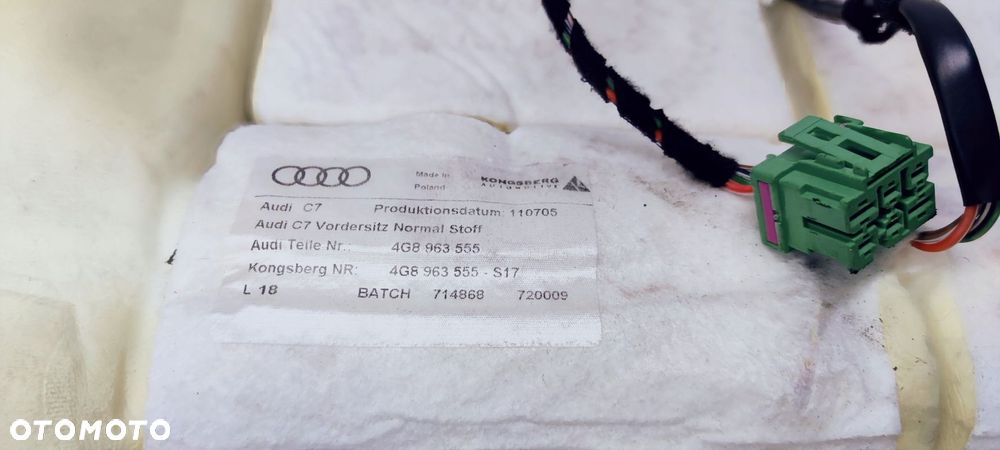 Made in
Poland
KONGSBERG
AUTOMOTIVE
Audi C7 Produktionsdatum: 110705
Audi C7 Vordersitz Normal Stoff
Audi Teile Nr.: 4G8 963 555
Kongsberg NR: 4G8 963 555 - S17
L 18 BATCH 714868 720009
OTOMOTO